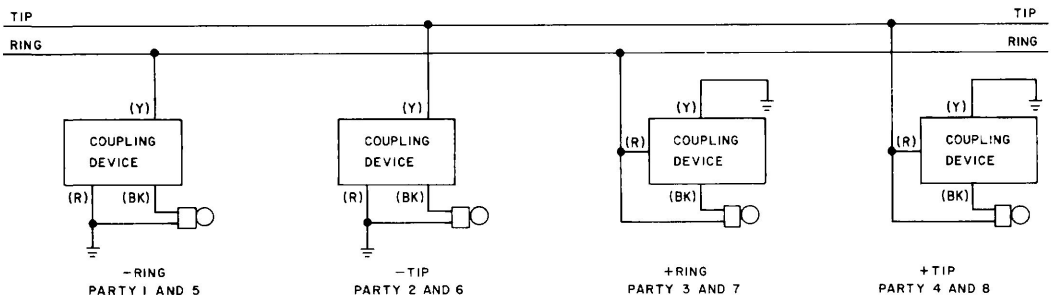 TIP TIP
RING RING
(Y) (Y) (Y) (Y)
COUPLING DEVICE
COUPLING DEVICE
(R) COUPLING DEVICE
(R) COUPLING DEVICE
(R) (BK) (R) (BK) (BK) (BK)
−RING
PARTY 1 AND 5
−TIP
PARTY 2 AND 6
+RING
PARTY 3 AND 7
+TIP
PARTY 4 AND 8